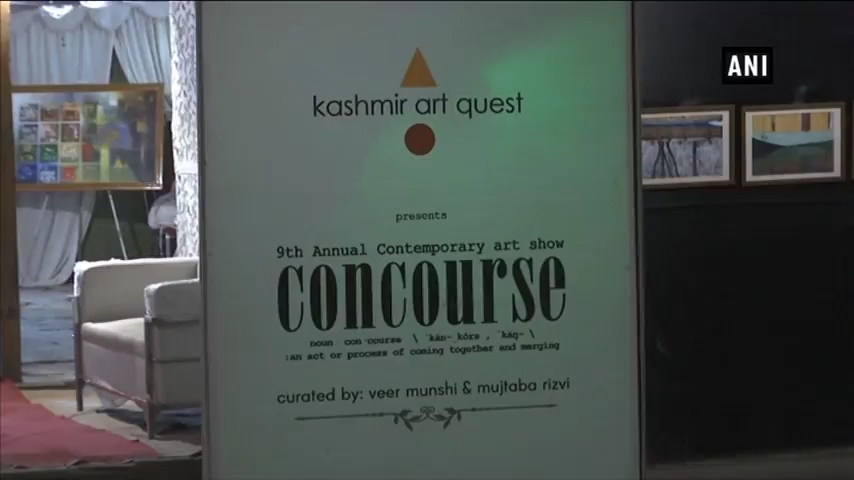 ANI
kashmir art quest
presents
9th Annual Contemporary art show
concourse
noun con·course \ ˈkän-ˌkȯrs , ˈkäŋ- \
:an act or process of coming together and merging
curated by: veer munshi & mujtaba rizvi